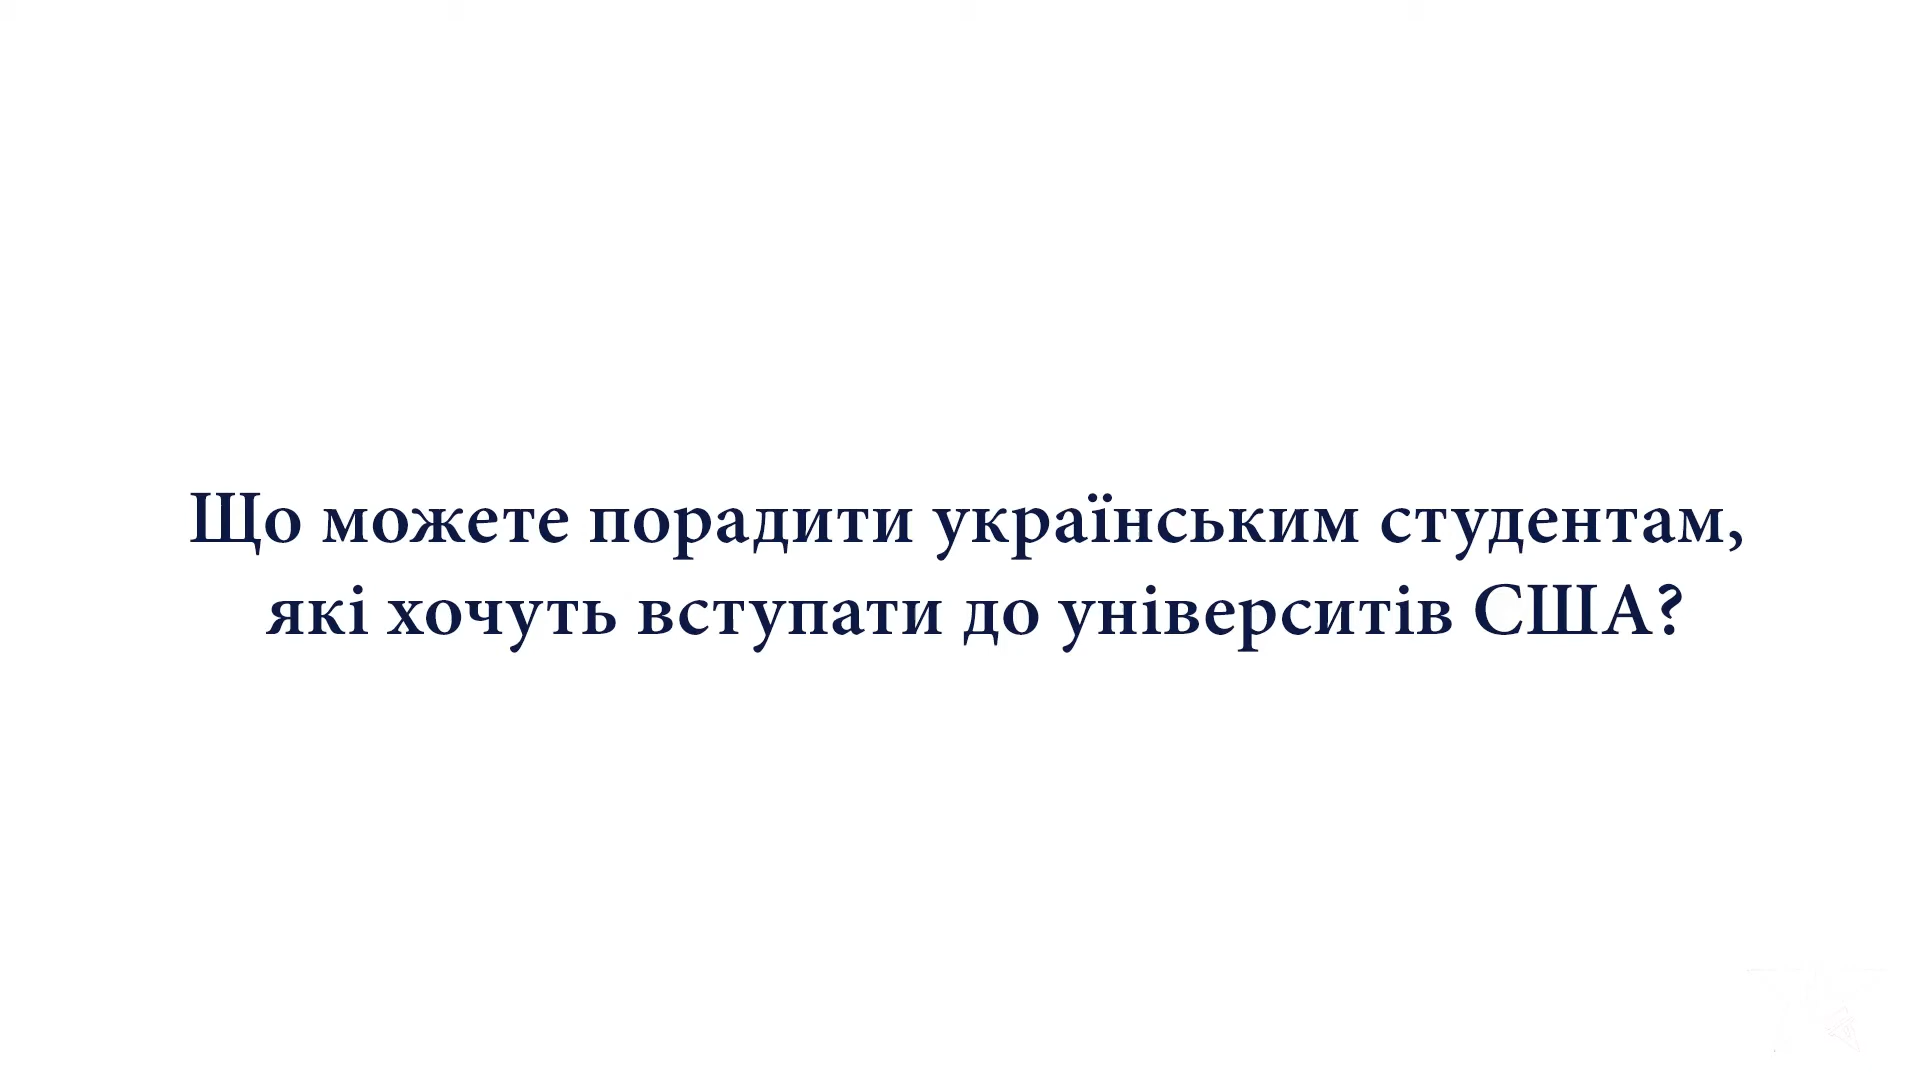 Що можете порадити українським студентам,
які хочуть вступати до університів США?